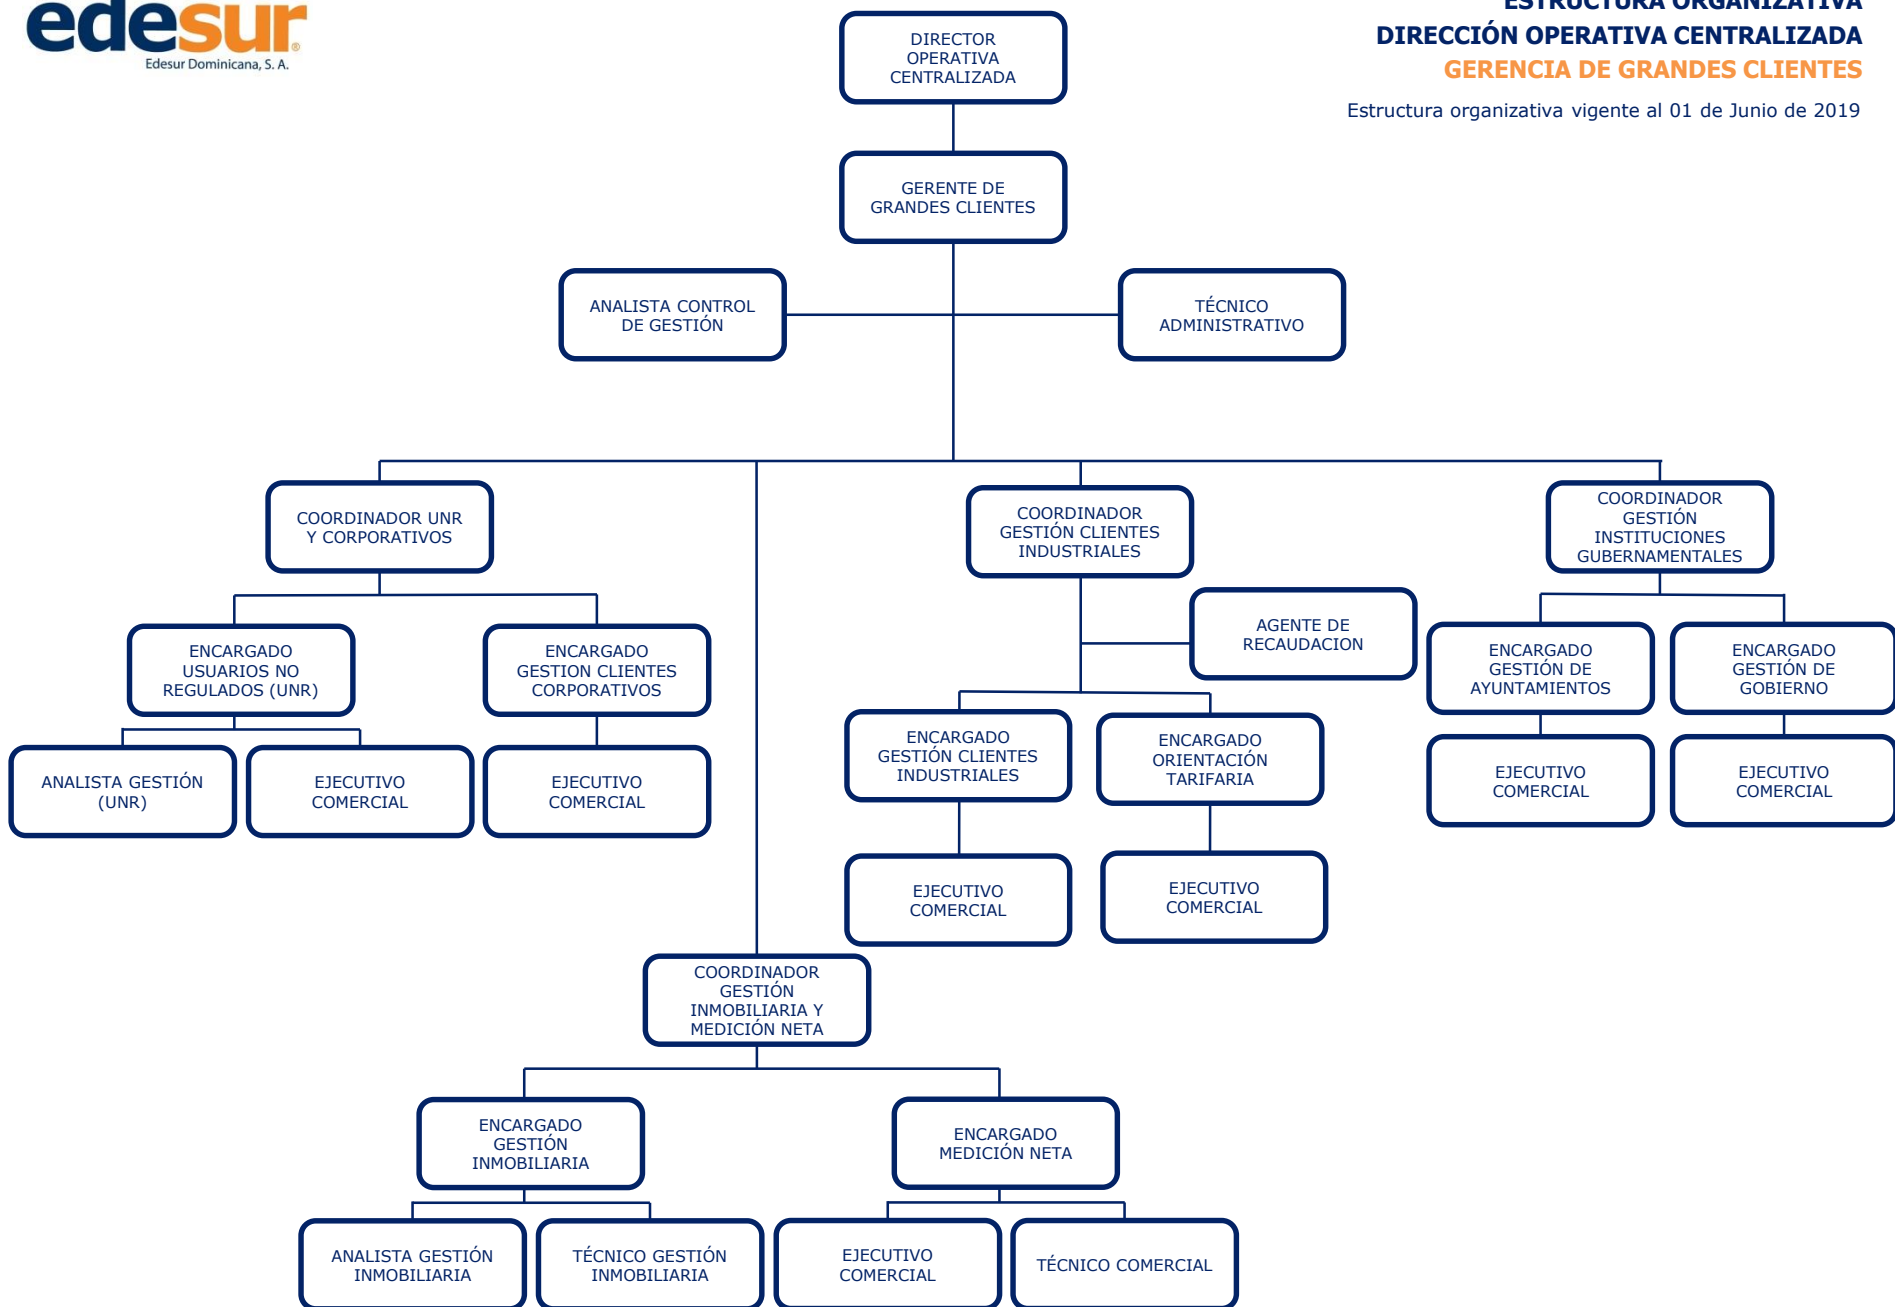 edesur®
Edesur Dominicana, S. A.
ESTRUCTURA ORGANIZATIVA
DIRECCIÓN OPERATIVA CENTRALIZADA
GERENCIA DE GRANDES CLIENTES
Estructura organizativa vigente al 01 de Junio de 2019
DIRECTOR
OPERATIVA
CENTRALIZADA
GERENTE DE
GRANDES CLIENTES
ANALISTA CONTROL
DE GESTIÓN
TÉCNICO
ADMINISTRATIVO
COORDINADOR UNR
Y CORPORATIVOS
COORDINADOR
GESTIÓN CLIENTES
INDUSTRIALES
COORDINADOR
GESTIÓN
INSTITUCIONES
GUBERNAMENTALES
AGENTE DE
RECAUDACION
ENCARGADO
USUARIOS NO
REGULADOS (UNR)
ENCARGADO
GESTION CLIENTES
CORPORATIVOS
ENCARGADO
GESTIÓN DE
AYUNTAMIENTOS
ENCARGADO
GESTIÓN DE
GOBIERNO
ENCARGADO
GESTIÓN CLIENTES
INDUSTRIALES
ENCARGADO
ORIENTACIÓN
TARIFARIA
ANALISTA GESTIÓN
(UNR)
EJECUTIVO
COMERCIAL
EJECUTIVO
COMERCIAL
EJECUTIVO
COMERCIAL
EJECUTIVO
COMERCIAL
EJECUTIVO
COMERCIAL
EJECUTIVO
COMERCIAL
COORDINADOR
GESTIÓN
INMOBILIARIA Y
MEDICIÓN NETA
ENCARGADO
GESTIÓN
INMOBILIARIA
ENCARGADO
MEDICIÓN NETA
ANALISTA GESTIÓN
INMOBILIARIA
TÉCNICO GESTIÓN
INMOBILIARIA
EJECUTIVO
COMERCIAL
TÉCNICO COMERCIAL